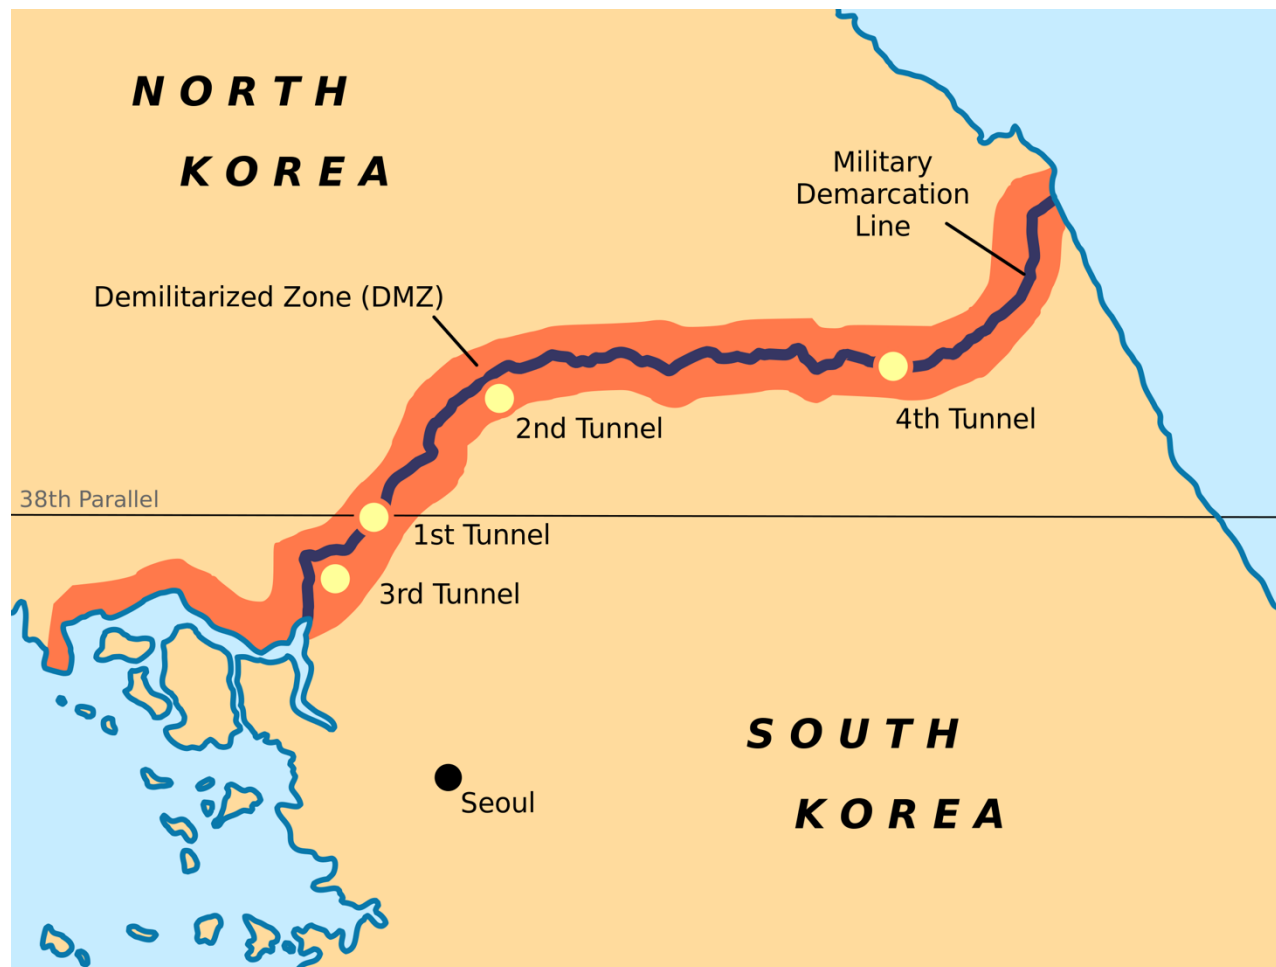 NORTH
KOREA
Military
Demarcation
Line
Demilitarized Zone (DMZ)
2nd Tunnel
4th Tunnel
38th Parallel
1st Tunnel
3rd Tunnel
SOUTH
KOREA
Seoul